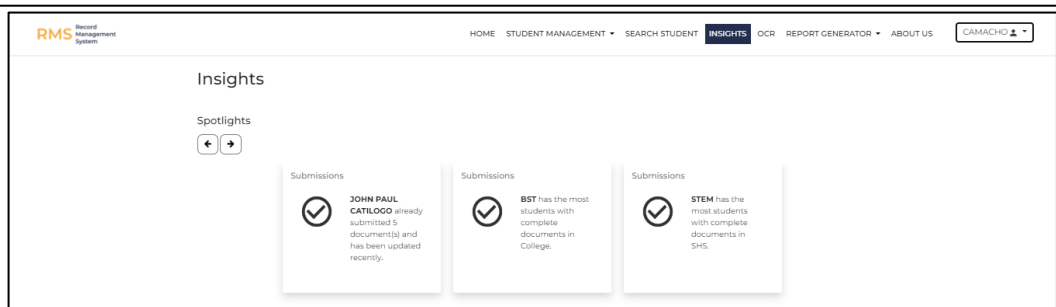 RMS Record
Management
System
HOME STUDENT MANAGEMENT SEARCH STUDENT INSIGHTS OCR REPORT GENERATOR ABOUT US CAMACHO
Insights
Spotlights
Submissions
JOHN PAUL
CATILOGO already
submitted 5
document(s) and
has been updated
recently.
Submissions
BST has the most
students with
complete
documents in
College.
Submissions
STEM has the
most students
with complete
documents in
SHS.